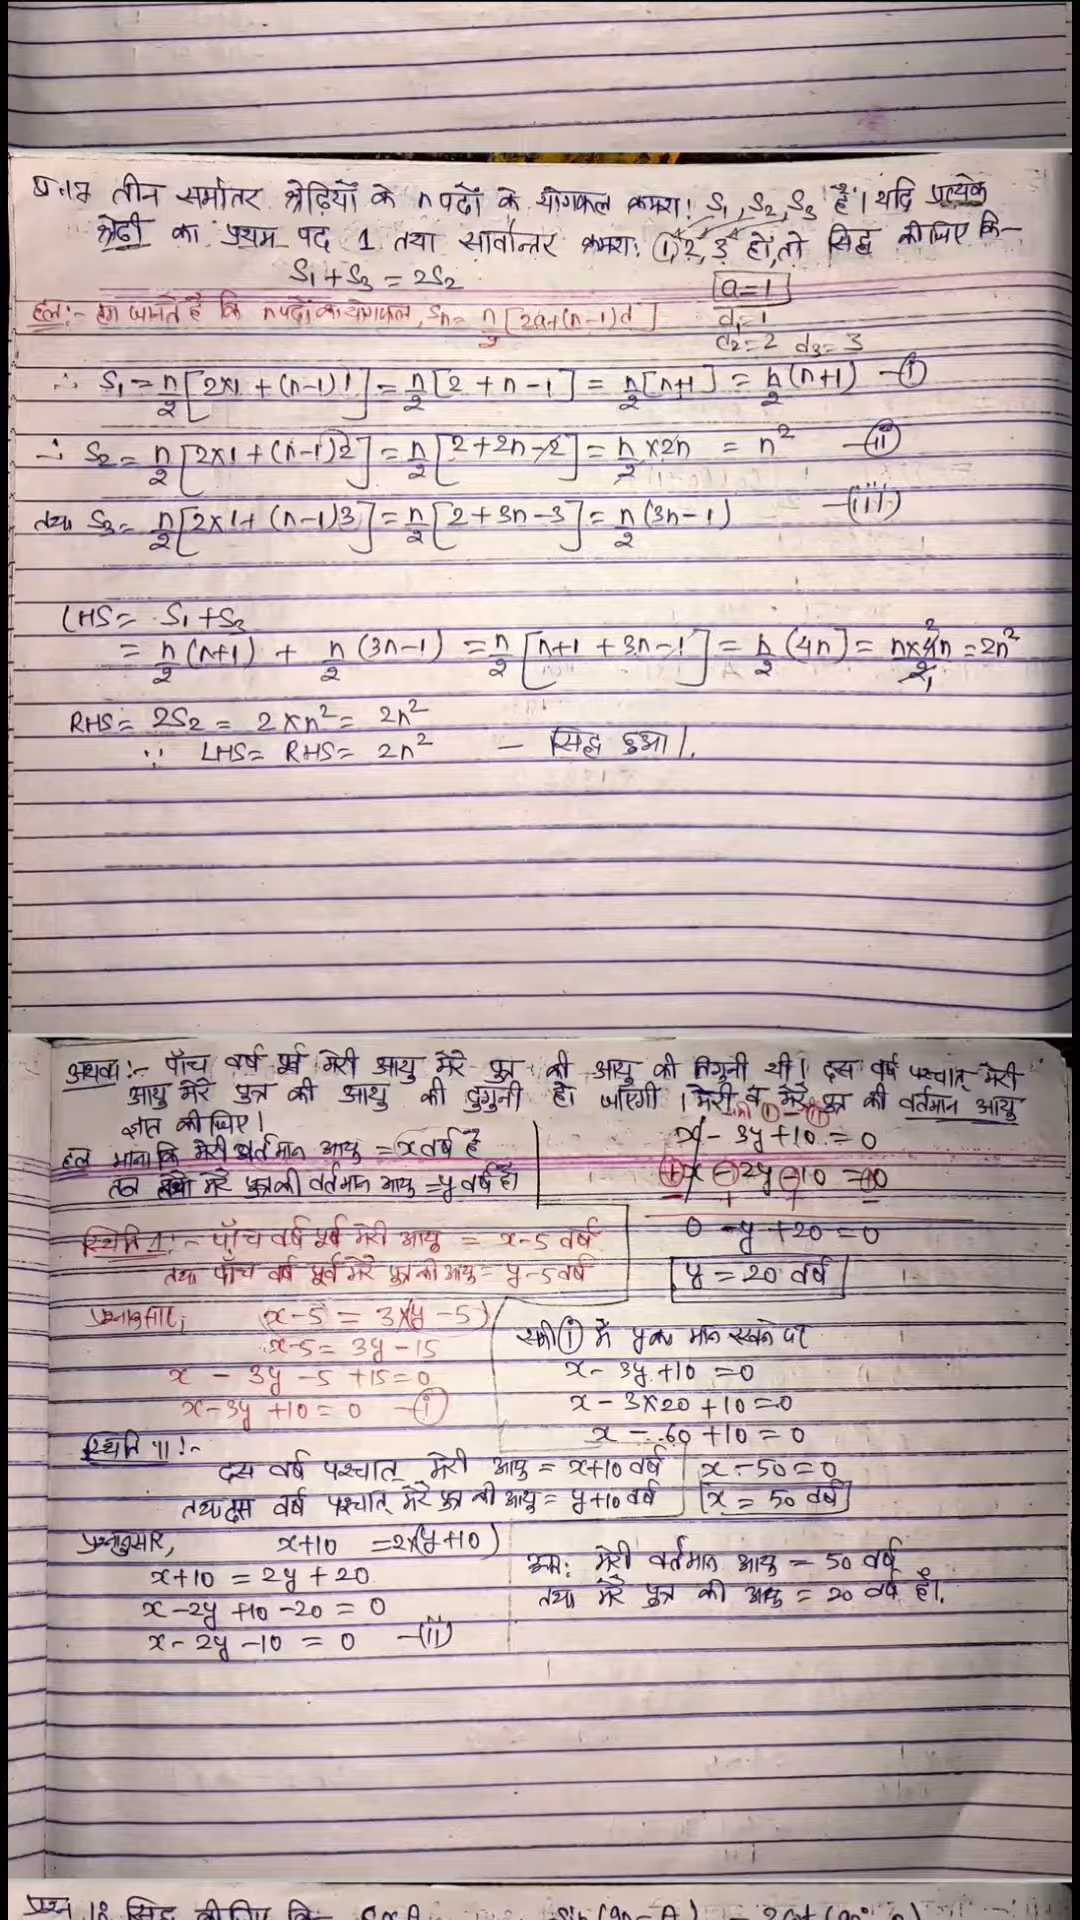 प्र.17 तीन समांतर श्रेढ़ियों के n पदों के योगफल क्रमशः S₁, S₂, S₃ हैं। यदि प्रत्येक
श्रेढ़ी का प्रथम पद 1 तथा सार्वान्तर क्रमशः 1, 2, 3 हो, तो सिद्ध कीजिए कि-
S₁ + S₃ = 2S₂
a=1
हल:- हम जानते है कि n पदों का योगफल, Sn = n/2 [2a+(n-1)d]
d₁=1
d₂=2 d₃=3
∴ S₁ = n/2 [2×1 + (n-1)1] = n/2 [2 + n - 1] = n/2 [n+1] = n/2 (n+1) —(i)
∴ S₂ = n/2 [2×1 + (n-1)2] = n/2 [2 + 2n - 2] = n/2 × 2n = n² —(ii)
तथा S₃ = n/2 [2×1 + (n-1)3] = n/2 [2 + 3n - 3] = n/2 (3n-1) —(iii)
LHS = S₁ + S₃
= n/2 (n+1) + n/2 (3n-1) = n/2 [n+1 + 3n-1] = n/2 (4n) = n×4n/2 = 2n²
RHS = 2S₂ = 2 × n² = 2n²
∵ LHS = RHS = 2n² — सिद्ध हुआ।
अथवा:- पाँच वर्ष पूर्व मेरी आयु मेरे पुत्र की आयु की तिगुनी थी। दस वर्ष पश्चात् मेरी
आयु मेरे पुत्र की आयु की दुगुनी हो जाएगी। मेरी व मेरे पुत्र की वर्तमान आयु
ज्ञात कीजिए।
हल माना कि मेरी वर्तमान आयु = x वर्ष है
तथा मेरे पुत्र की वर्तमान आयु = y वर्ष है।
स्थिति 1:- पाँच वर्ष पूर्व मेरी आयु = x-5 वर्ष
तथा पाँच वर्ष पूर्व मेरे पुत्र की आयु = y-5 वर्ष
प्रश्नानुसार, x-5 = 3×(y-5)
x-5 = 3y-15
x - 3y - 5 + 15 = 0
x-3y+10 = 0 —(i)
स्थिति 11:-
दस वर्ष पश्चात् मेरी आयु = x+10 वर्ष
तथा दस वर्ष पश्चात् मेरे पुत्र की आयु = y+10 वर्ष
प्रश्नानुसार, x+10 = 2×(y+10)
x+10 = 2y+20
x-2y+10-20 = 0
x-2y-10 = 0 —(ii)
x - 3y + 10 = 0
x - 2y - 10 = 0
0 - y + 20 = 0
y = 20 वर्ष
समी (i) में y का मान रखने पर
x - 3y + 10 = 0
x - 3×20 + 10 = 0
x - 60 + 10 = 0
x - 50 = 0
x = 50 वर्ष
अतः मेरी वर्तमान आयु = 50 वर्ष
तथा मेरे पुत्र की आयु = 20 वर्ष है।
प्रश्न 18 सिद्ध कीजिए कि-